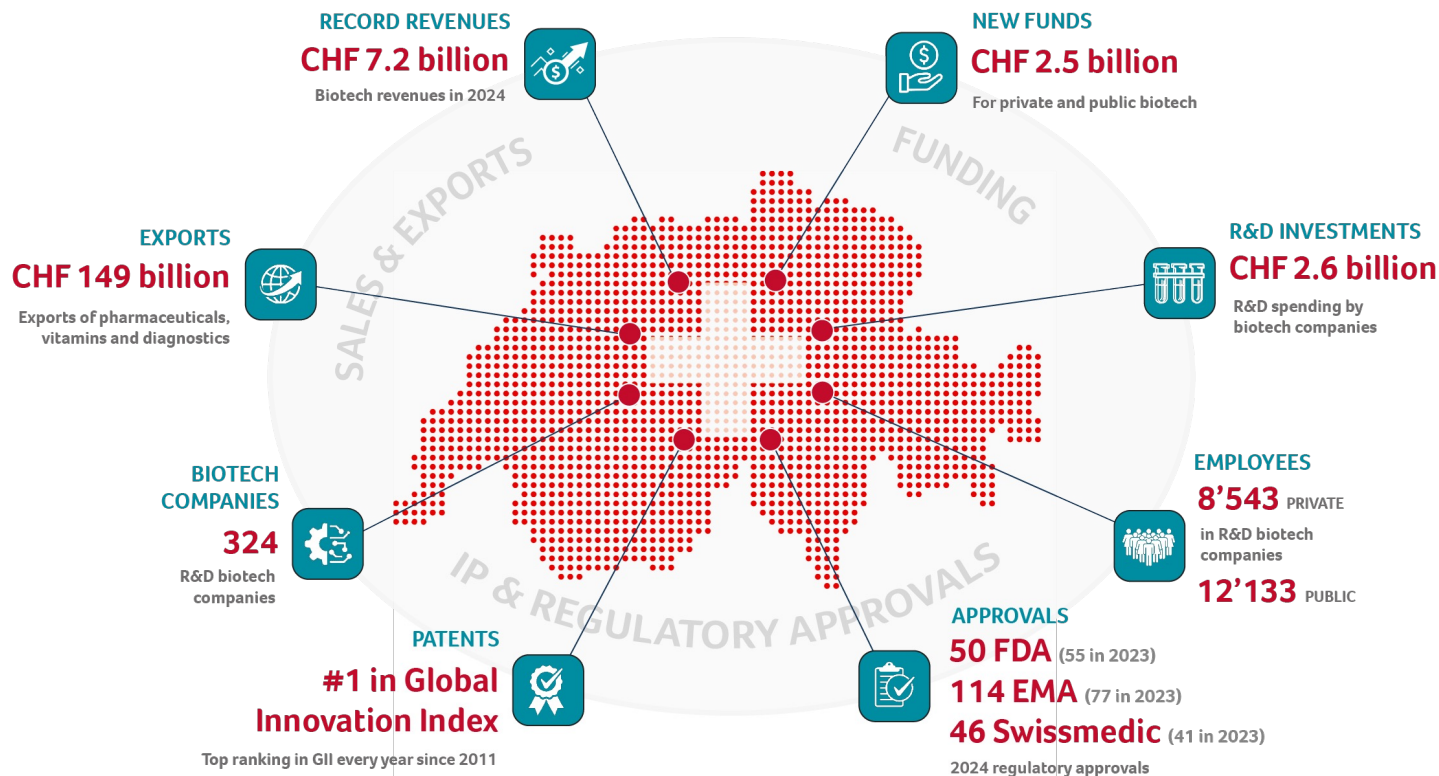 RECORD REVENUES
CHF 7.2 billion
Biotech revenues in 2024
NEW FUNDS
CHF 2.5 billion
For private and public biotech
SALES & EXPORTS
FUNDING
EXPORTS
CHF 149 billion
Exports of pharmaceuticals,
vitamins and diagnostics
R&D INVESTMENTS
CHF 2.6 billion
R&D spending by
biotech companies
BIOTECH
COMPANIES
324
R&D biotech
companies
EMPLOYEES
8’543 PRIVATE
in R&D biotech
companies
12’133 PUBLIC
IP & REGULATORY APPROVALS
PATENTS
#1 in Global
Innovation Index
Top ranking in GII every year since 2011
APPROVALS
50 FDA (55 in 2023)
114 EMA (77 in 2023)
46 Swissmedic (41 in 2023)
2024 regulatory approvals